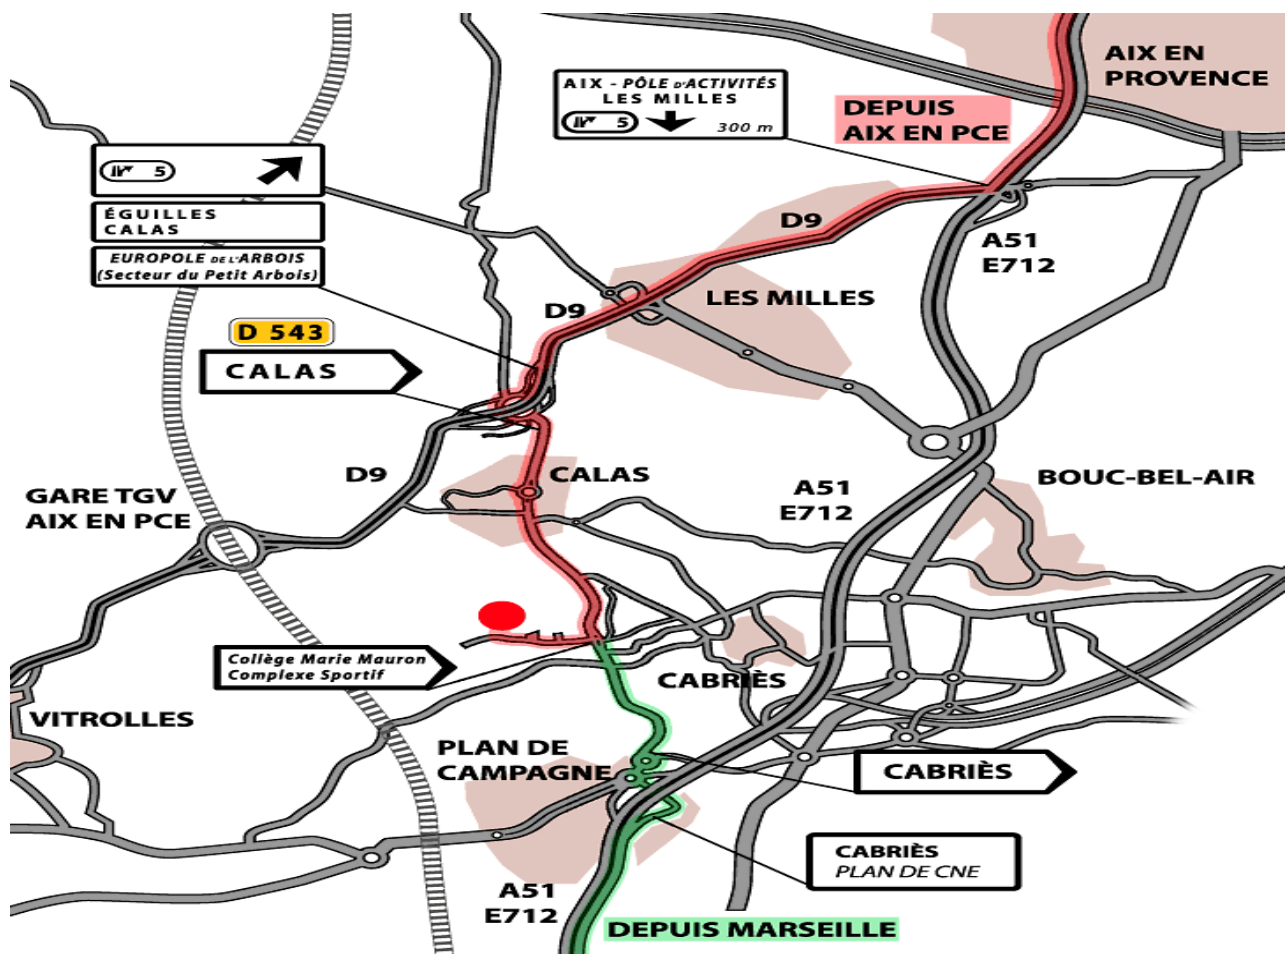 AIX EN
PROVENCE
AIX - PÔLE D'ACTIVITÉS
LES MILLES
5
300 m
DEPUIS
AIX EN PCE
5
ÉGUILLES
CALAS
EUROPOLE DE L'ARBOIS
(Secteur du Petit Arbois)
D9
A51
E712
LES MILLES
D9
D 543
CALAS
D9
CALAS
A51
E712
BOUC-BEL-AIR
GARE TGV
AIX EN PCE
Collège Marie Mauron
Complexe Sportif
CABRIÈS
VITROLLES
PLAN DE
CAMPAGNE
CABRIÈS
CABRIÈS
PLAN DE CNE
A51
E712
DEPUIS MARSEILLE